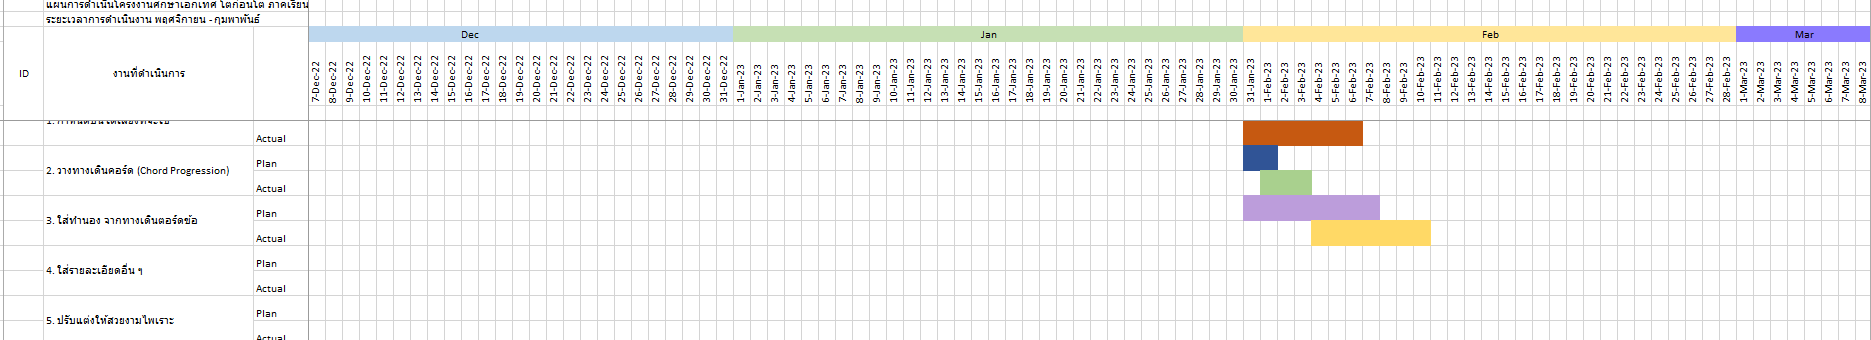 แผนการดำเนินโครงงานศึกษาเอกเทศ โตก่อนโต ภาคเรียน
ระยะเวลาการดำเนินงาน พฤศจิกายน - กุมพาพันธ์
Dec Jan Feb Mar
ID งานที่ดำเนินการ 7-Dec-22 8-Dec-22 9-Dec-22 10-Dec-22 11-Dec-22 12-Dec-22 13-Dec-22 14-Dec-22 15-Dec-22 16-Dec-22 17-Dec-22 18-Dec-22 19-Dec-22 20-Dec-22 21-Dec-22 22-Dec-22 23-Dec-22 24-Dec-22 25-Dec-22 26-Dec-22 27-Dec-22 28-Dec-22 29-Dec-22 30-Dec-22 31-Dec-22 1-Jan-23 2-Jan-23 3-Jan-23 4-Jan-23 5-Jan-23 6-Jan-23 7-Jan-23 8-Jan-23 9-Jan-23 10-Jan-23 11-Jan-23 12-Jan-23 13-Jan-23 14-Jan-23 15-Jan-23 16-Jan-23 17-Jan-23 18-Jan-23 19-Jan-23 20-Jan-23 21-Jan-23 22-Jan-23 23-Jan-23 24-Jan-23 25-Jan-23 26-Jan-23 27-Jan-23 28-Jan-23 29-Jan-23 30-Jan-23 31-Jan-23 1-Feb-23 2-Feb-23 3-Feb-23 4-Feb-23 5-Feb-23 6-Feb-23 7-Feb-23 8-Feb-23 9-Feb-23 10-Feb-23 11-Feb-23 12-Feb-23 13-Feb-23 14-Feb-23 15-Feb-23 16-Feb-23 17-Feb-23 18-Feb-23 19-Feb-23 20-Feb-23 21-Feb-23 22-Feb-23 23-Feb-23 24-Feb-23 25-Feb-23 26-Feb-23 27-Feb-23 28-Feb-23 1-Mar-23 2-Mar-23 3-Mar-23 4-Mar-23 5-Mar-23 6-Mar-23 7-Mar-23 8-Mar-23
Actual
Plan
2. วางทางเดินคอร์ด (Chord Progression)
Actual
Plan
3. ใส่ทำนอง จากทางเดินตอร์ดข้อ
Actual
Plan
4. ใส่รายละเอียดอื่น ๆ
Actual
Plan
5. ปรับแต่งให้สวยงามไพเราะ
Actual